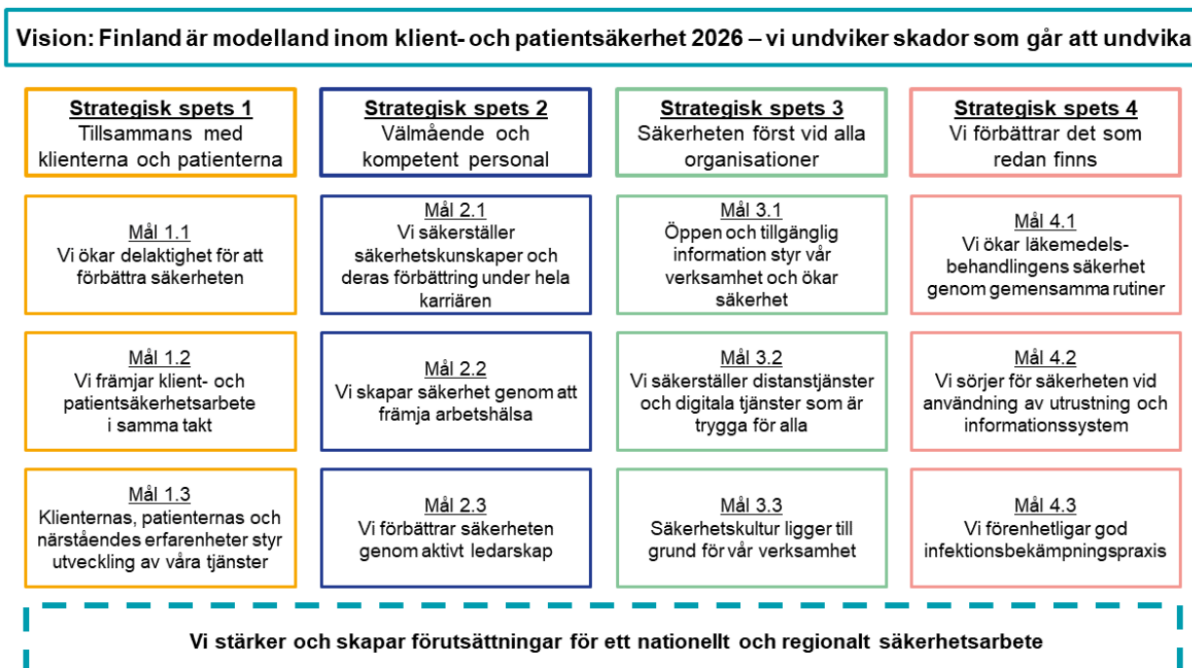 Vision: Finland är modelland inom klient- och patientsäkerhet 2026 – vi undviker skador som går att undvika
Strategisk spets 1
Tillsammans med
klienterna och patienterna
Mål 1.1
Vi ökar delaktighet för att
förbättra säkerheten
Mål 1.2
Vi främjar klient- och
patientsäkerhetsarbete
i samma takt
Mål 1.3
Klienternas, patienternas och
närståendes erfarenheter styr
utveckling av våra tjänster
Strategisk spets 2
Välmående och
kompetent personal
Mål 2.1
Vi säkerställer
säkerhetskunskaper och
deras förbättring under hela
karriären
Mål 2.2
Vi skapar säkerhet genom att
främja arbetshälsa
Mål 2.3
Vi förbättrar säkerheten
genom aktivt ledarskap
Strategisk spets 3
Säkerheten först vid alla
organisationer
Mål 3.1
Öppen och tillgänglig
information styr vår
verksamhet och ökar
säkerhet
Mål 3.2
Vi säkerställer distanstjänster
och digitala tjänster som är
trygga för alla
Mål 3.3
Säkerhetskultur ligger till
grund för vår verksamhet
Strategisk spets 4
Vi förbättrar det som
redan finns
Mål 4.1
Vi ökar läkemedels-
behandlingens säkerhet
genom gemensamma rutiner
Mål 4.2
Vi sörjer för säkerheten vid
användning av utrustning och
informationssystem
Mål 4.3
Vi förenhetligar god
infektionsbekämpningspraxis
Vi stärker och skapar förutsättningar för ett nationellt och regionalt säkerhetsarbete